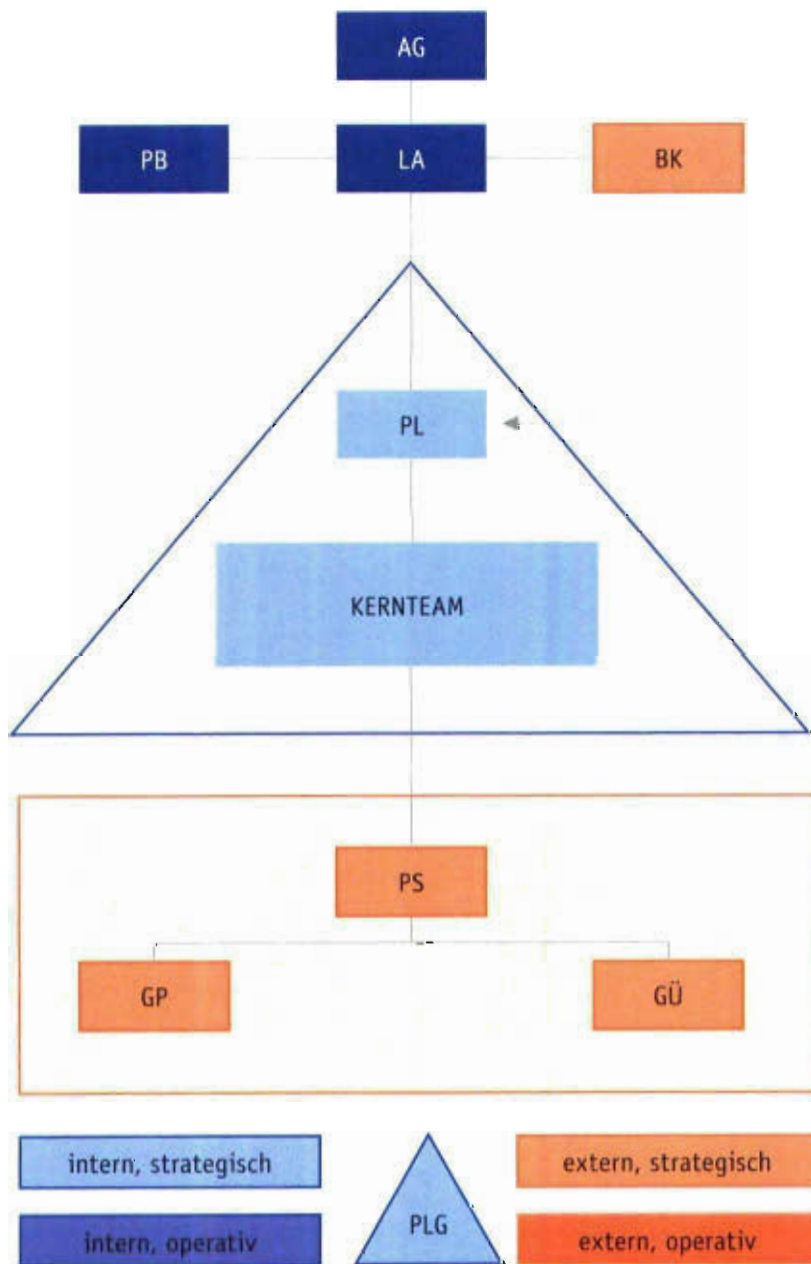 AG
PB
LA
BK
PL
KERNTEAM
PS
GP
GÜ
intern, strategisch
PLG
extern, strategisch
intern, operativ
extern, operativ